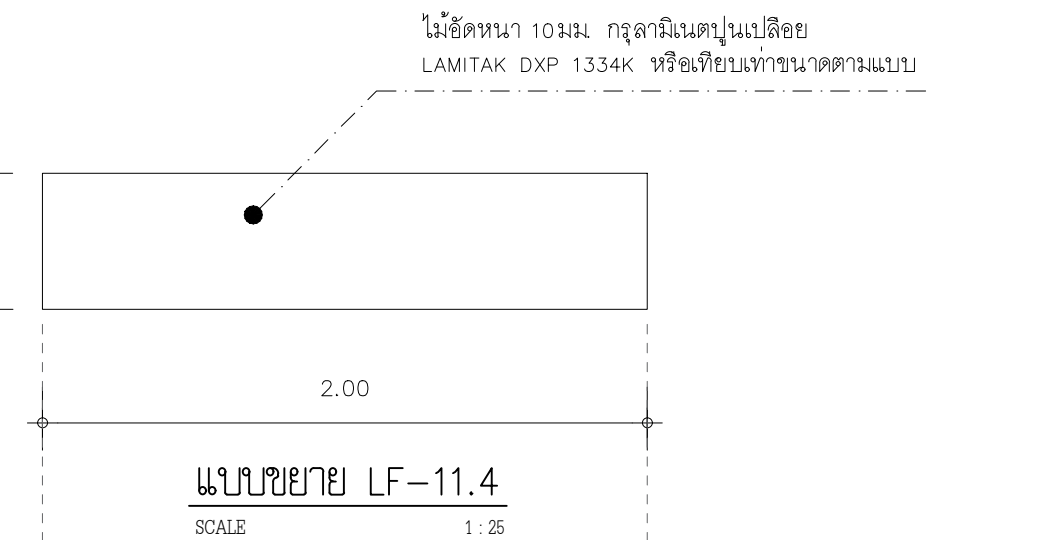 ไม้อัดหนา 10มม. กรุลามิเนตปูนเปลือย
LAMITAK DXP 1334K หรือเทียบเท่าขนาดตามแบบ
2.00
แบบขยาย LF-11.4
SCALE 1 : 25